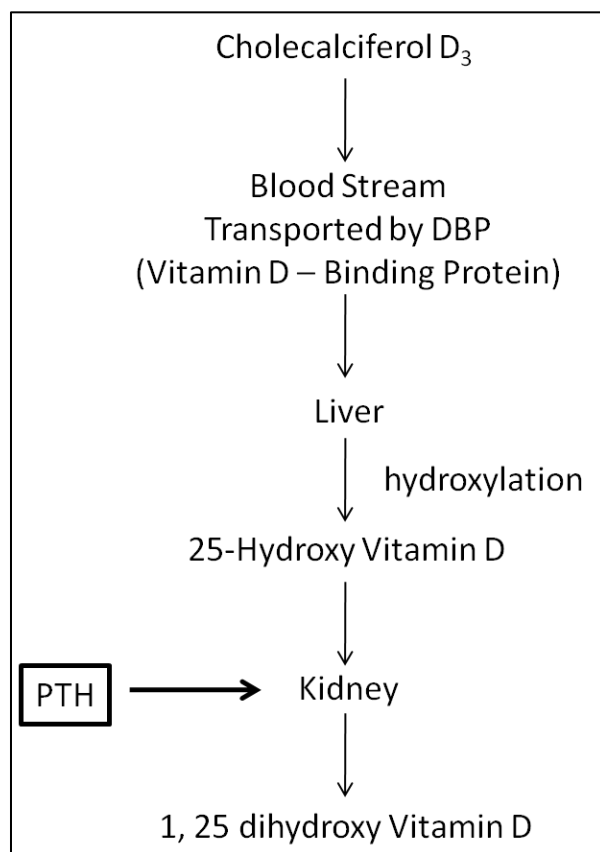 Cholecalciferol D₃
Blood Stream
Transported by DBP
(Vitamin D – Binding Protein)
Liver
hydroxylation
25-Hydroxy Vitamin D
PTH
Kidney
1, 25 dihydroxy Vitamin D